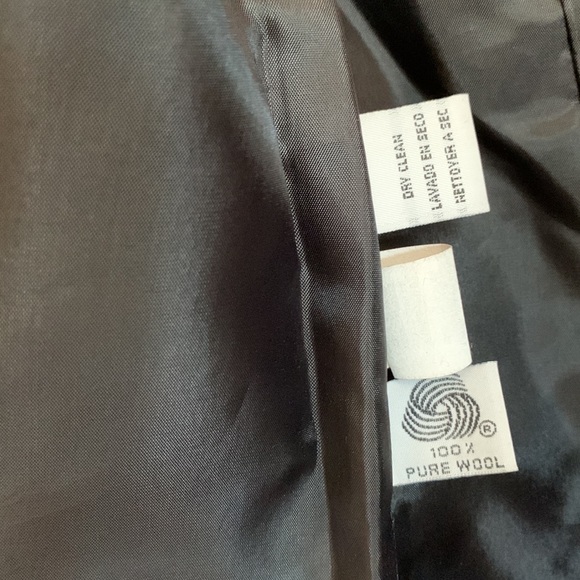 DRY CLEAN
LAVADO EN SECO
NETTOYER A SEC
®
100%
PURE WOOL